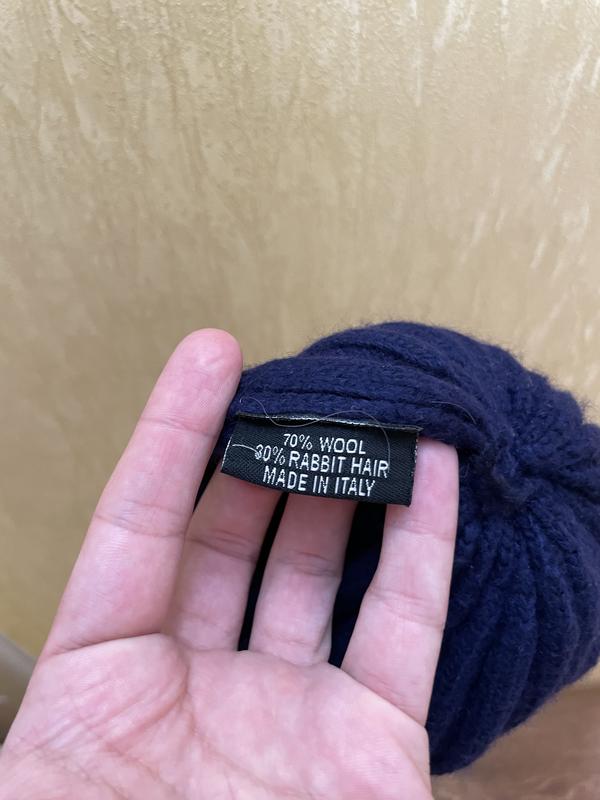 70% WOOL
30% RABBIT HAIR
MADE IN ITALY